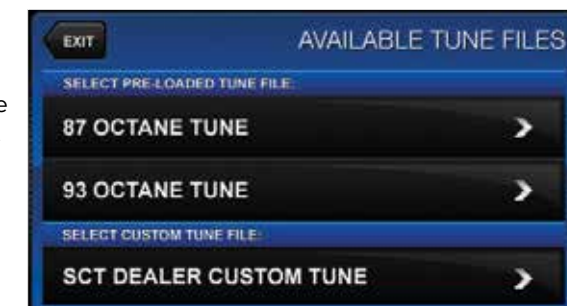 EXIT
AVAILABLE TUNE FILES
SELECT PRE-LOADED TUNE FILE:
87 OCTANE TUNE
93 OCTANE TUNE
SELECT CUSTOM TUNE FILE:
SCT DEALER CUSTOM TUNE